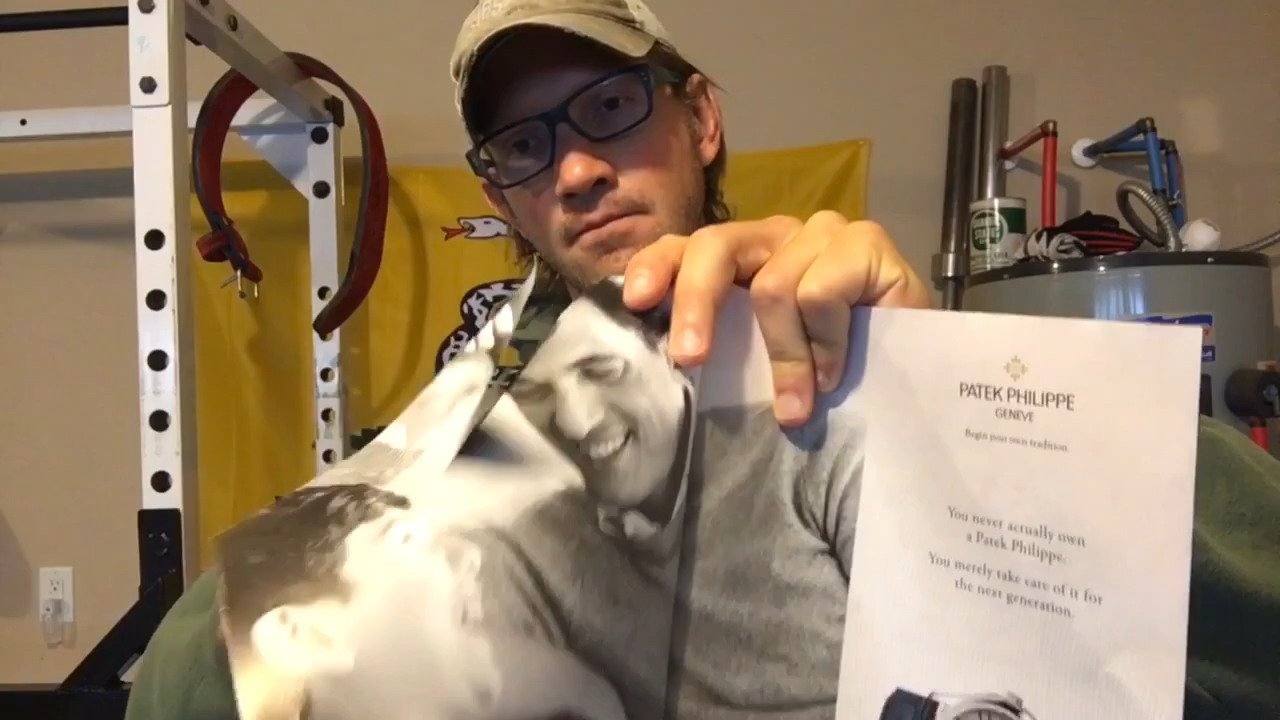 PATEK PHILIPPE
GENEVE
Begin your own tradition
You never actually own
a Patek Philippe.
You merely take care of it for
the next generation.